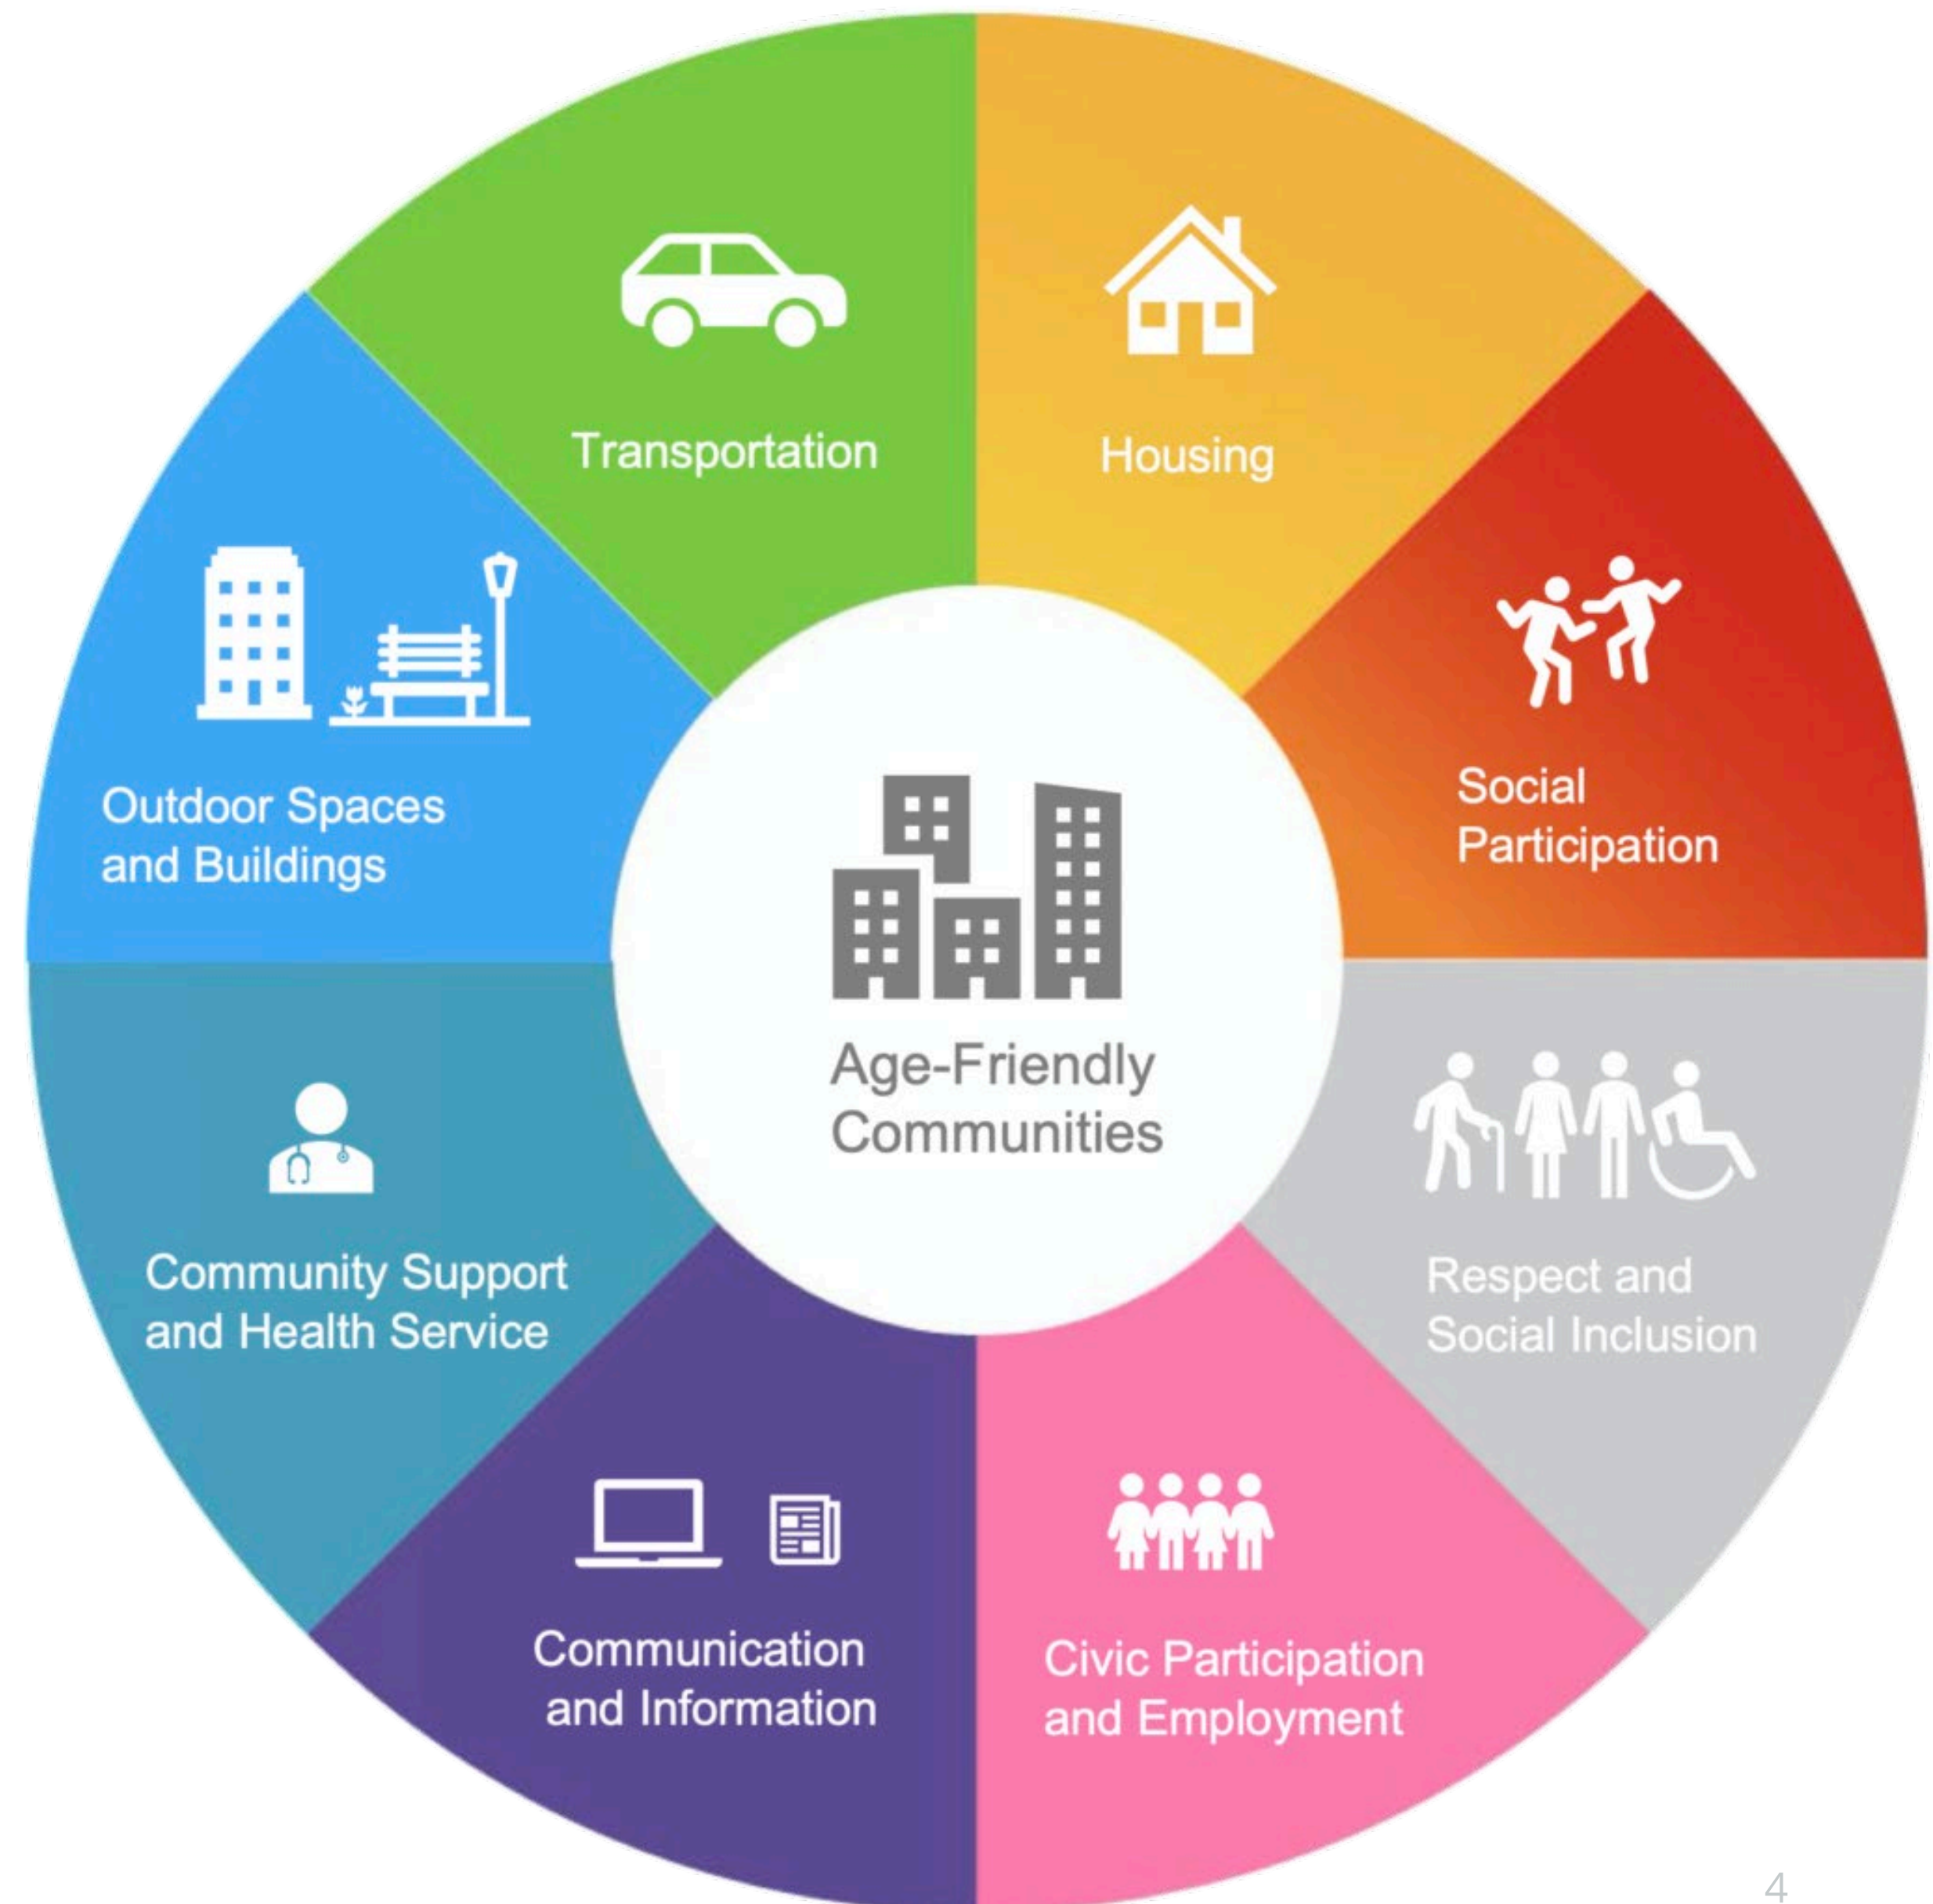 Transportation
Housing
Outdoor Spaces
and Buildings
Social
Participation
Age-Friendly
Communities
Community Support
and Health Service
Respect and
Social Inclusion
Communication
and Information
Civic Participation
and Employment
4